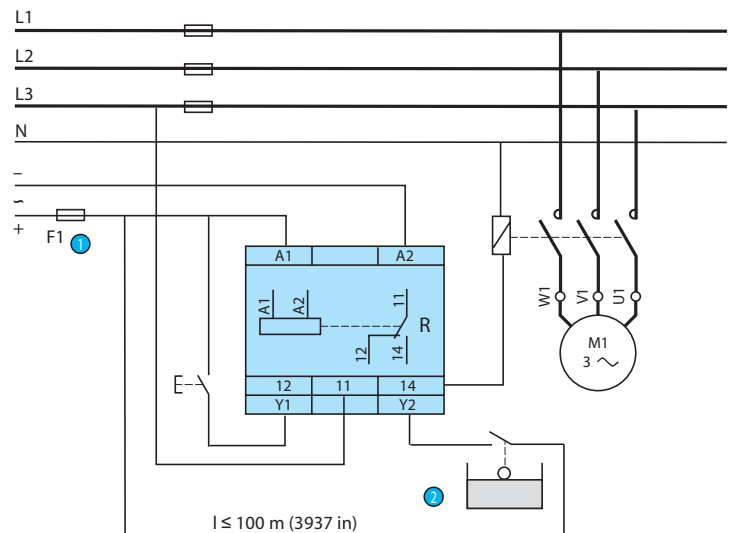 L1
L2
L3
N
–
~
+
F1 1
A1 A2
A1 A2 11
R
12 14
12 11 14
Y1 Y2
W1 V1 U1
M1
3 ~
2
l ≤ 100 m (3937 in)